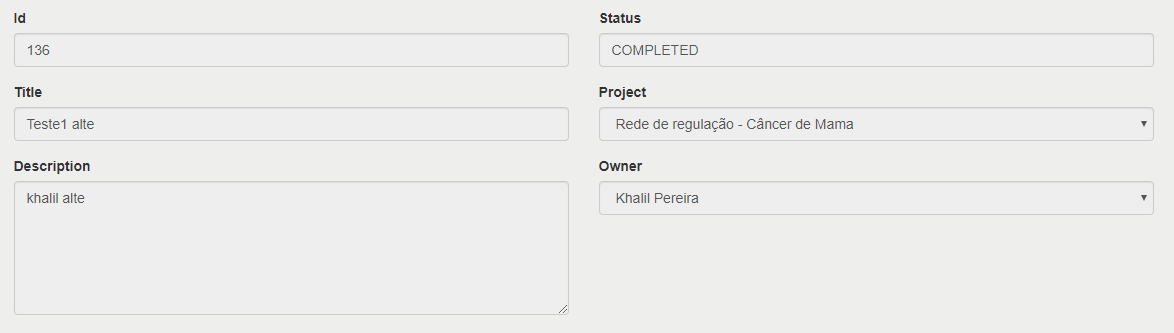 Id
136
Status
COMPLETED
Title
Teste1 alte
Project
Rede de regulação - Câncer de Mama
Description
khalil alte
Owner
Khalil Pereira